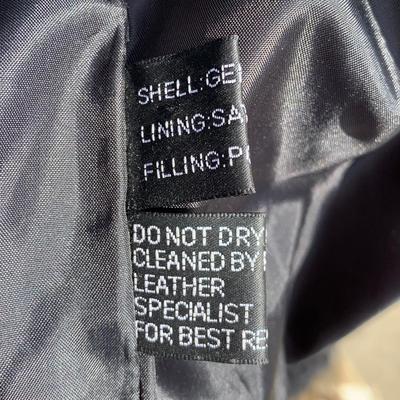 SHELL:GE
LINING:SA
FILLING:P
DO NOT DRY
CLEANED BY
LEATHER
SPECIALIST
FOR BEST RE